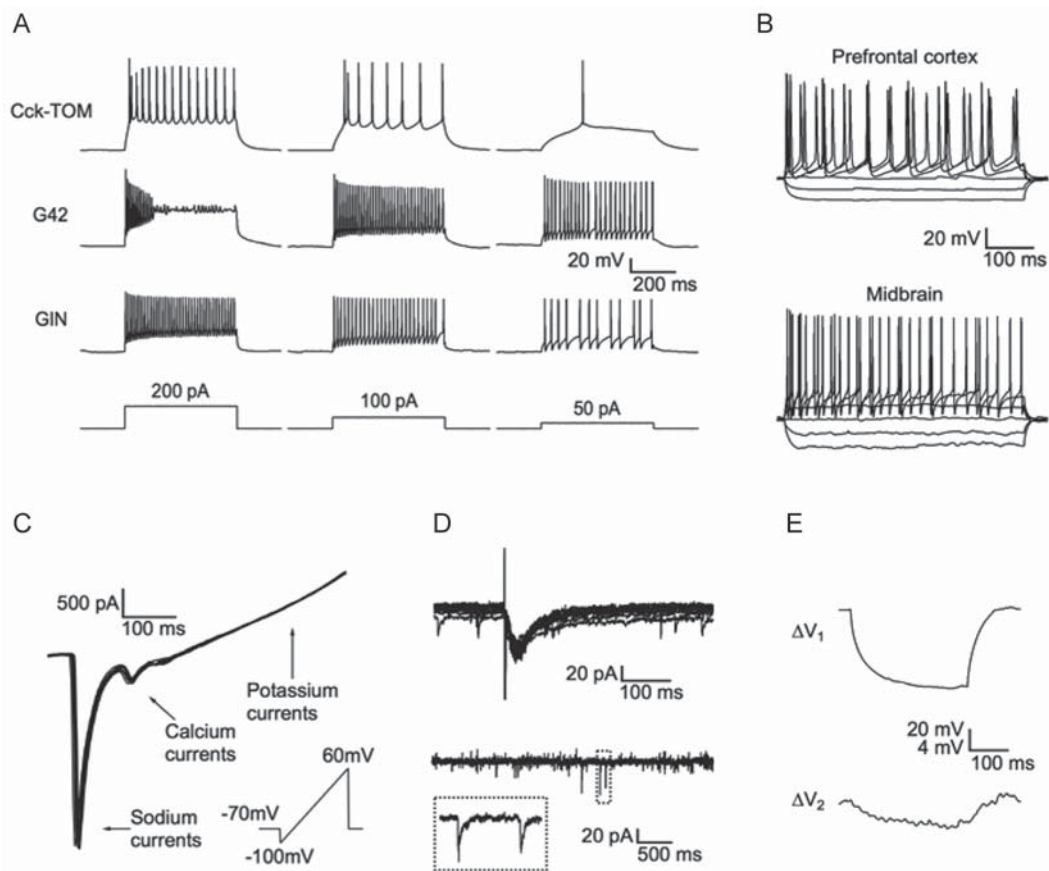 A
Cck-TOM
G42
20 mV
200 ms
GIN
200 pA
100 pA
50 pA
B
Prefrontal cortex
20 mV
100 ms
Midbrain
C
500 pA
100 ms
Potassium
currents
Calcium
currents
Sodium
currents
60mV
-70mV
-100mV
D
20 pA
100 ms
20 pA
500 ms
E
ΔV1
20 mV
4 mV
100 ms
ΔV2